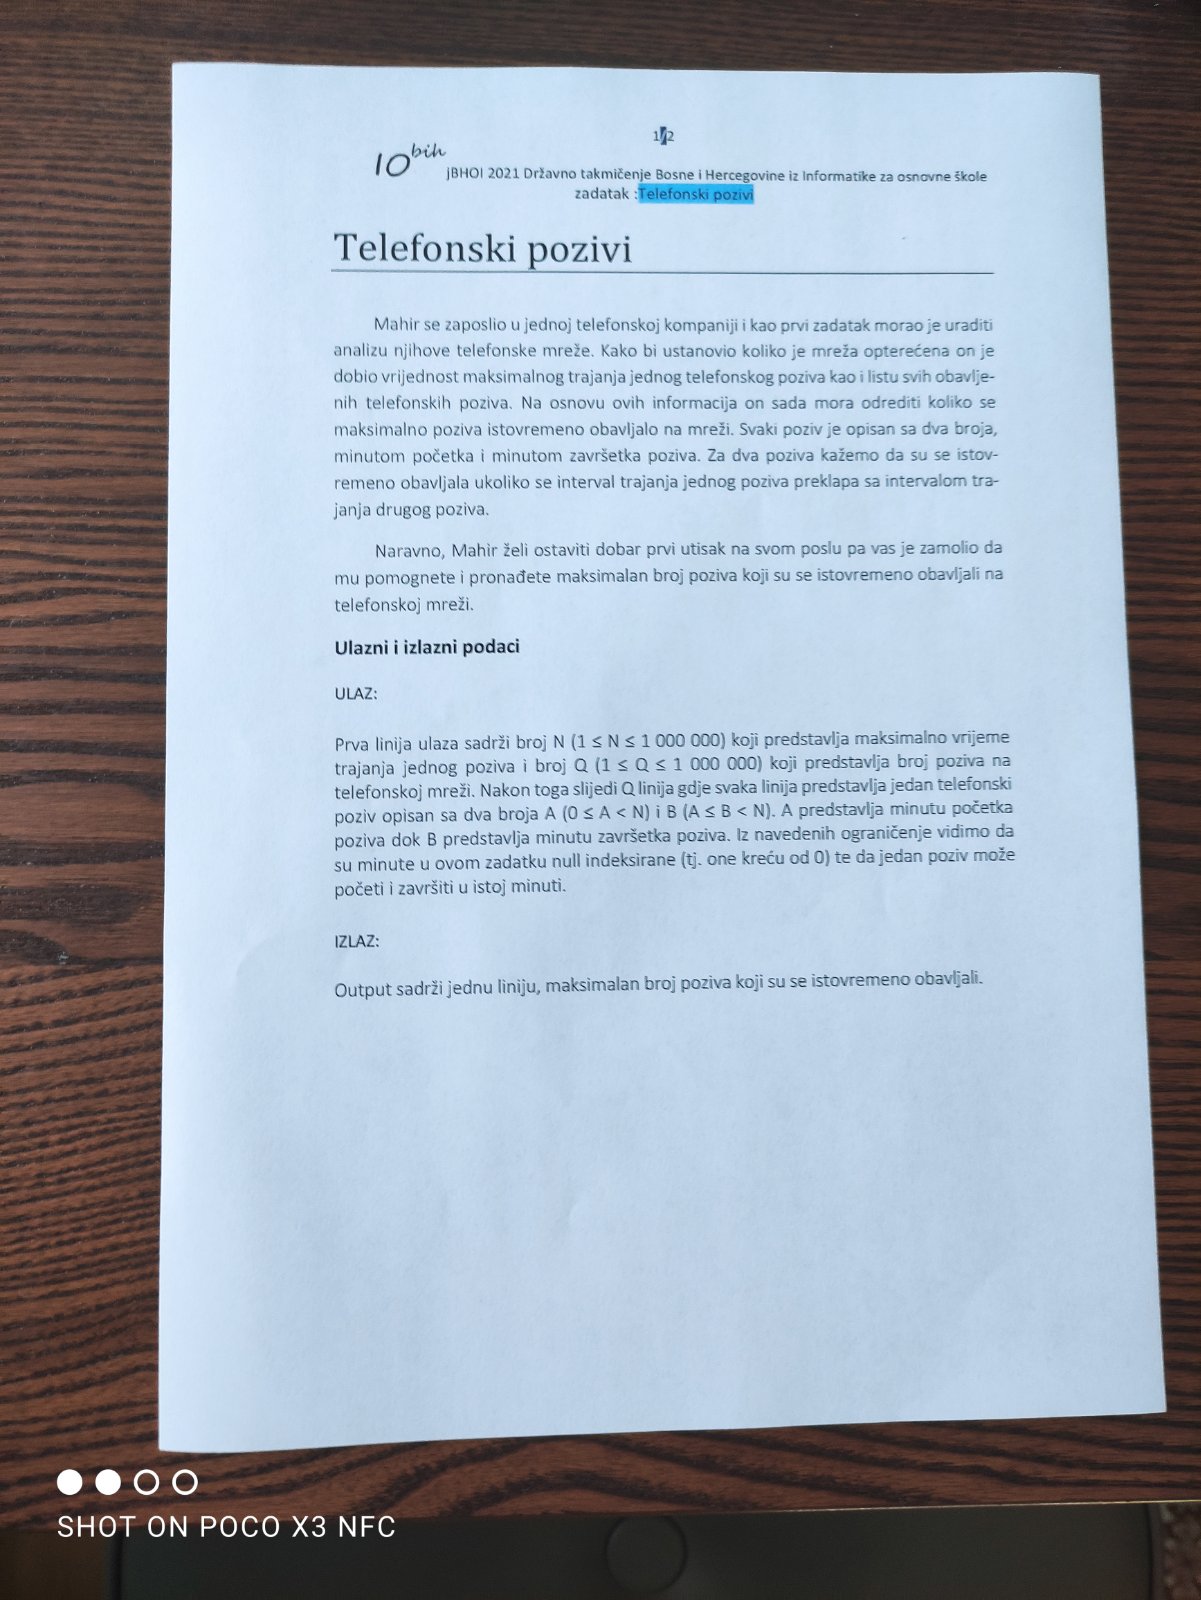 1/2
IO bih
jBHOI 2021 Državno takmičenje Bosne i Hercegovine iz Informatike za osnovne škole
zadatak :Telefonski pozivi
Telefonski pozivi
Mahir se zaposlio u jednoj telefonskoj kompaniji i kao prvi zadatak morao je uraditi
analizu njihove telefonske mreže. Kako bi ustanovio koliko je mreža opterećena on je
dobio vrijednost maksimalnog trajanja jednog telefonskog poziva kao i listu svih obavlje-
nih telefonskih poziva. Na osnovu ovih informacija on sada mora odrediti koliko se
maksimalno poziva istovremeno obavljalo na mreži. Svaki poziv je opisan sa dva broja,
minutom početka i minutom završetka poziva. Za dva poziva kažemo da su se istov-
remeno obavljala ukoliko se interval trajanja jednog poziva preklapa sa intervalom tra-
janja drugog poziva.
Naravno, Mahir želi ostaviti dobar prvi utisak na svom poslu pa vas je zamolio da
mu pomognete i pronađete maksimalan broj poziva koji su se istovremeno obavljali na
telefonskoj mreži.
Ulazni i izlazni podaci
ULAZ:
Prva linija ulaza sadrži broj N (1 ≤ N ≤ 1 000 000) koji predstavlja maksimalno vrijeme
trajanja jednog poziva i broj Q (1 ≤ Q ≤ 1 000 000) koji predstavlja broj poziva na
telefonskoj mreži. Nakon toga slijedi Q linija gdje svaka linija predstavlja jedan telefonski
poziv opisan sa dva broja A (0 ≤ A < N) i B (A ≤ B < N). A predstavlja minutu početka
poziva dok B predstavlja minutu završetka poziva. Iz navedenih ograničenje vidimo da
su minute u ovom zadatku null indeksirane (tj. one kreću od 0) te da jedan poziv može
početi i završiti u istoj minuti.
IZLAZ:
Output sadrži jednu liniju, maksimalan broj poziva koji su se istovremeno obavljali.
SHOT ON POCO X3 NFC